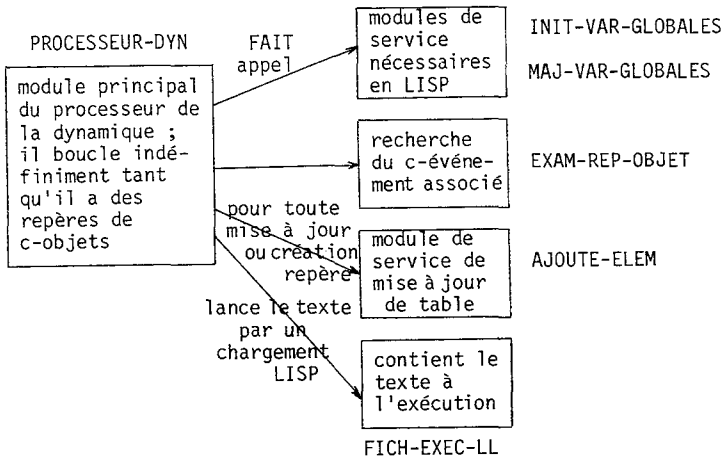 PROCESSEUR-DYN
module principal
du processeur de
la dynamique ;
il boucle indé-
finiment tant
qu'il a des
repères de
c-objets
FAIT
appel
modules de
service
nécessaires
en LISP
INIT-VAR-GLOBALES
MAJ-VAR-GLOBALES
recherche
du c-événe-
ment associé
EXAM-REP-OBJET
pour toute
mise à jour
ou création
repère
module de
service de
mise à jour
de table
AJOUTE-ELEM
lance le texte
par un
chargement
LISP
contient le
texte à
l'exécution
FICH-EXEC-LL